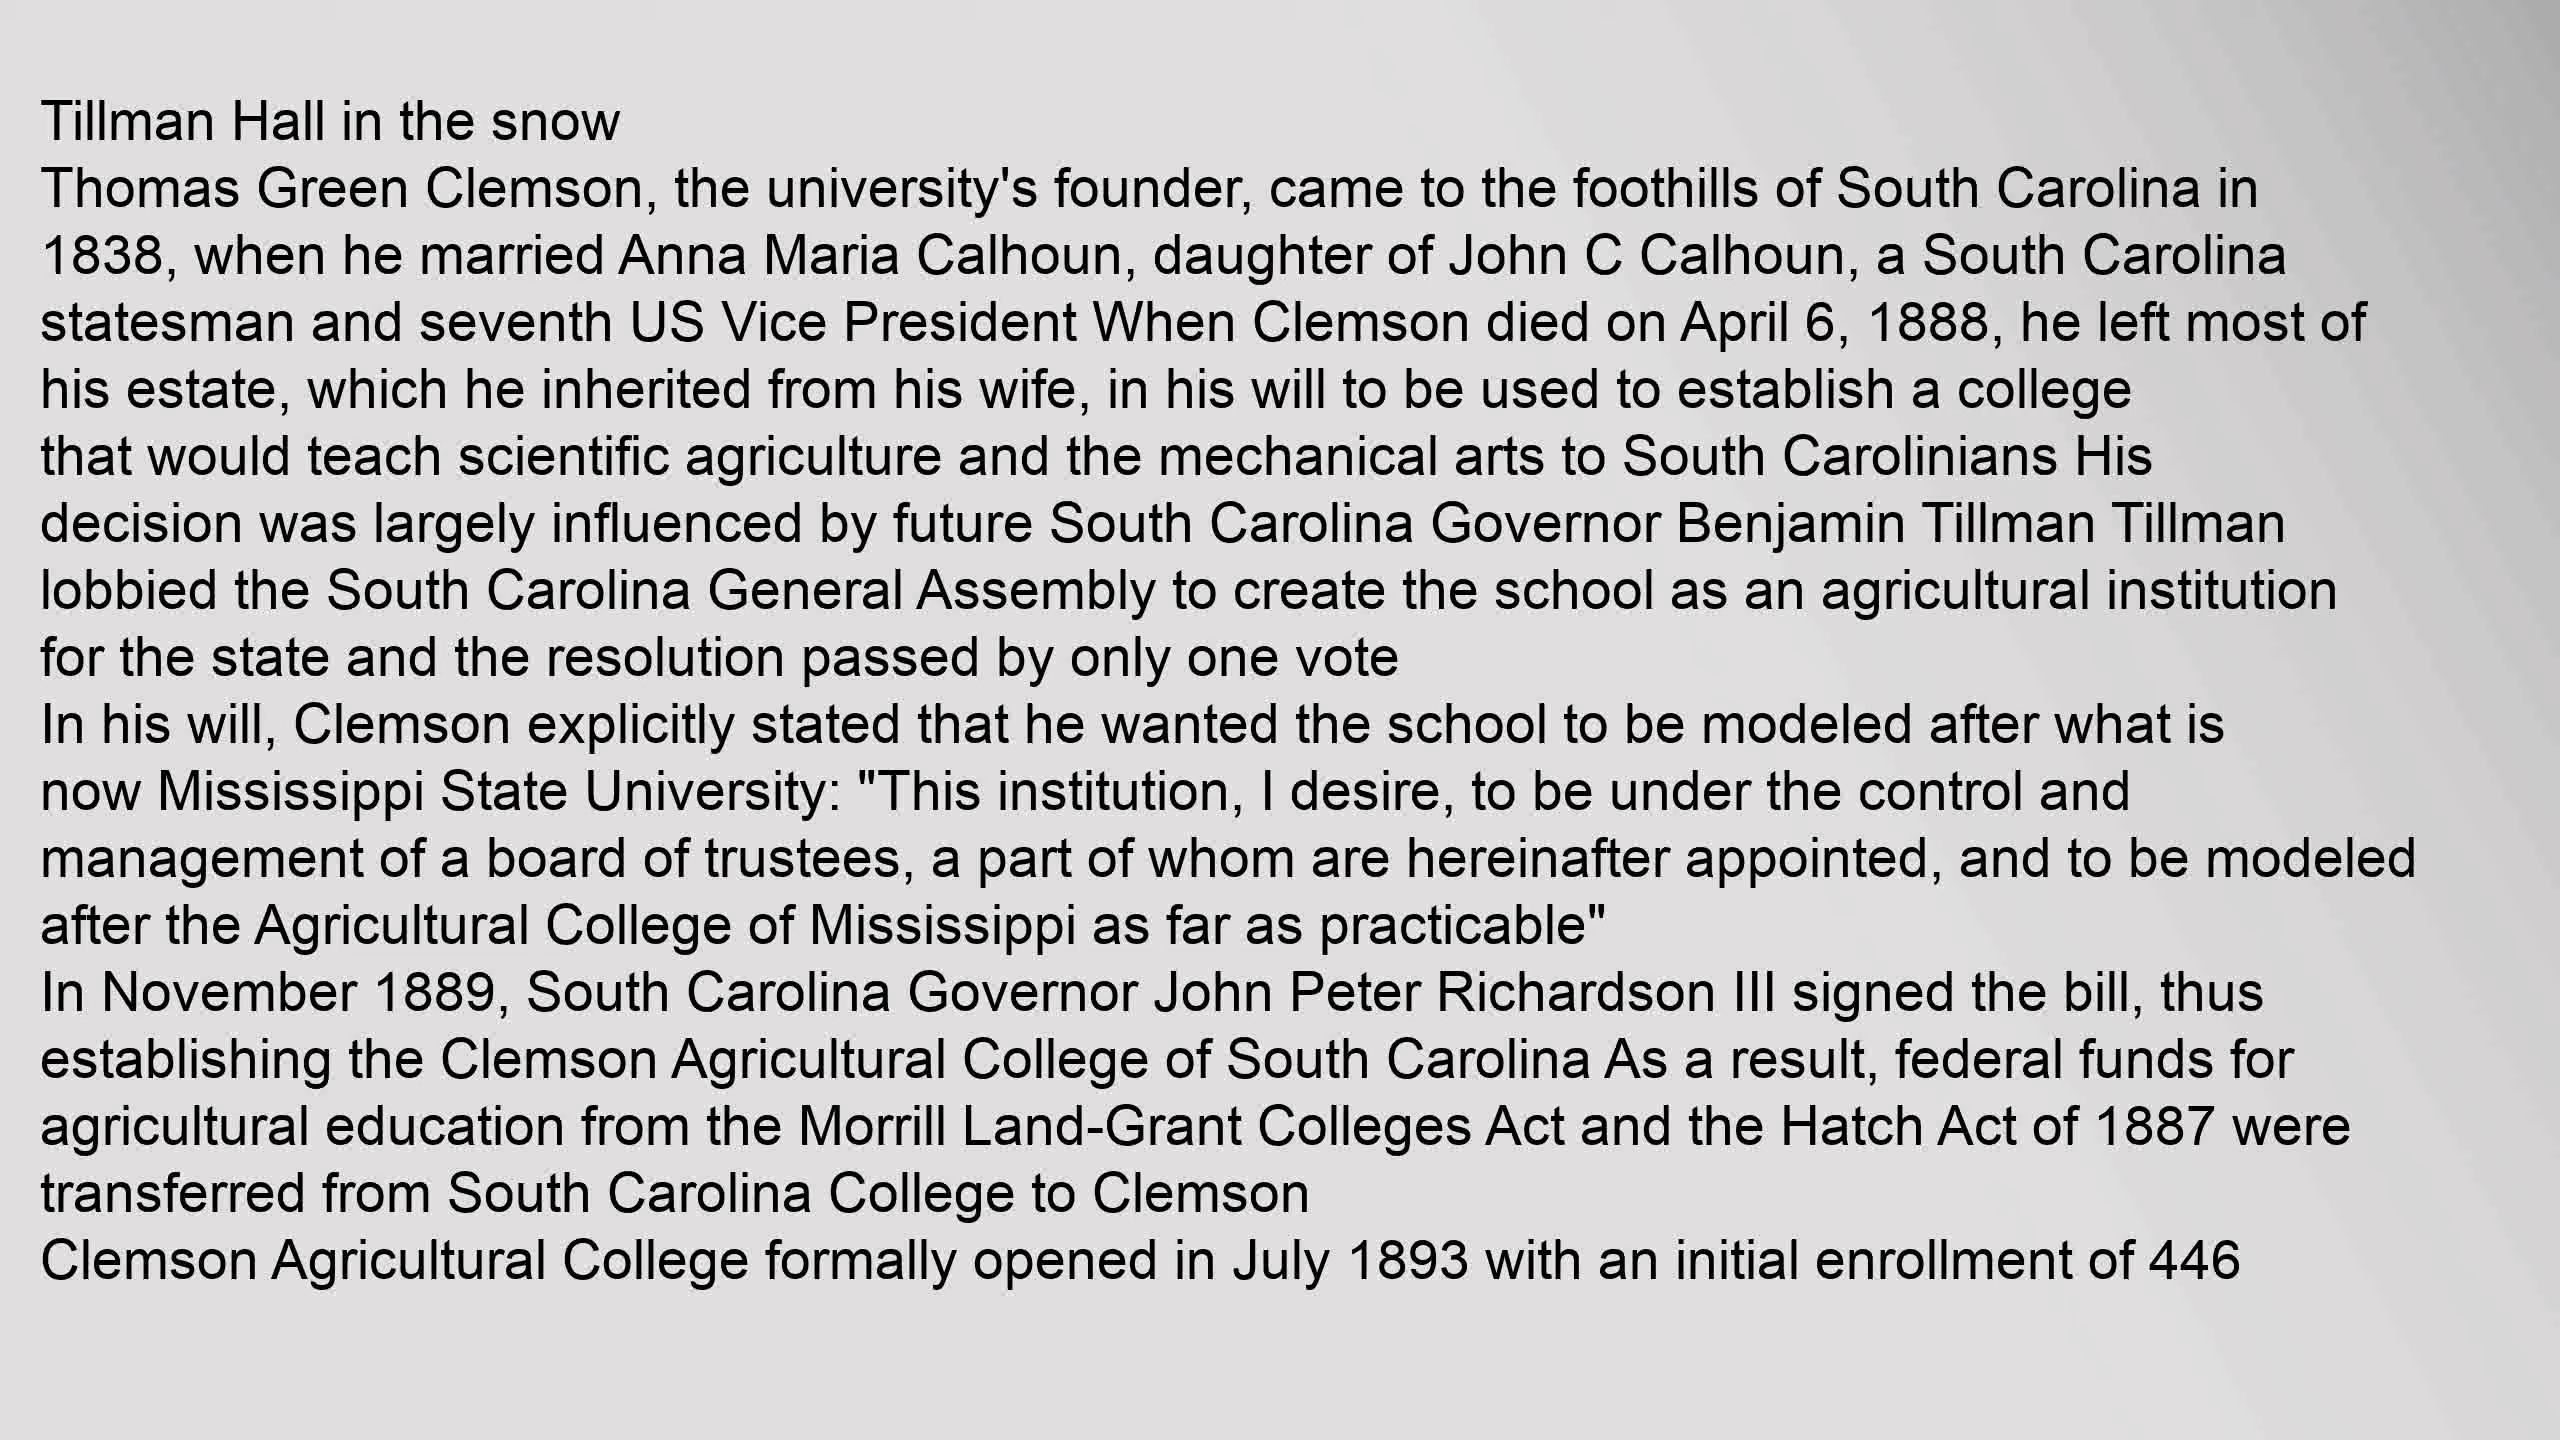 Tillman Hall in the snow
Thomas Green Clemson, the university's founder, came to the foothills of South Carolina in
1838, when he married Anna Maria Calhoun, daughter of John C Calhoun, a South Carolina
statesman and seventh US Vice President When Clemson died on April 6, 1888, he left most of
his estate, which he inherited from his wife, in his will to be used to establish a college
that would teach scientific agriculture and the mechanical arts to South Carolinians His
decision was largely influenced by future South Carolina Governor Benjamin Tillman Tillman
lobbied the South Carolina General Assembly to create the school as an agricultural institution
for the state and the resolution passed by only one vote
In his will, Clemson explicitly stated that he wanted the school to be modeled after what is
now Mississippi State University: "This institution, I desire, to be under the control and
management of a board of trustees, a part of whom are hereinafter appointed, and to be modeled
after the Agricultural College of Mississippi as far as practicable"
In November 1889, South Carolina Governor John Peter Richardson III signed the bill, thus
establishing the Clemson Agricultural College of South Carolina As a result, federal funds for
agricultural education from the Morrill Land-Grant Colleges Act and the Hatch Act of 1887 were
transferred from South Carolina College to Clemson
Clemson Agricultural College formally opened in July 1893 with an initial enrollment of 446